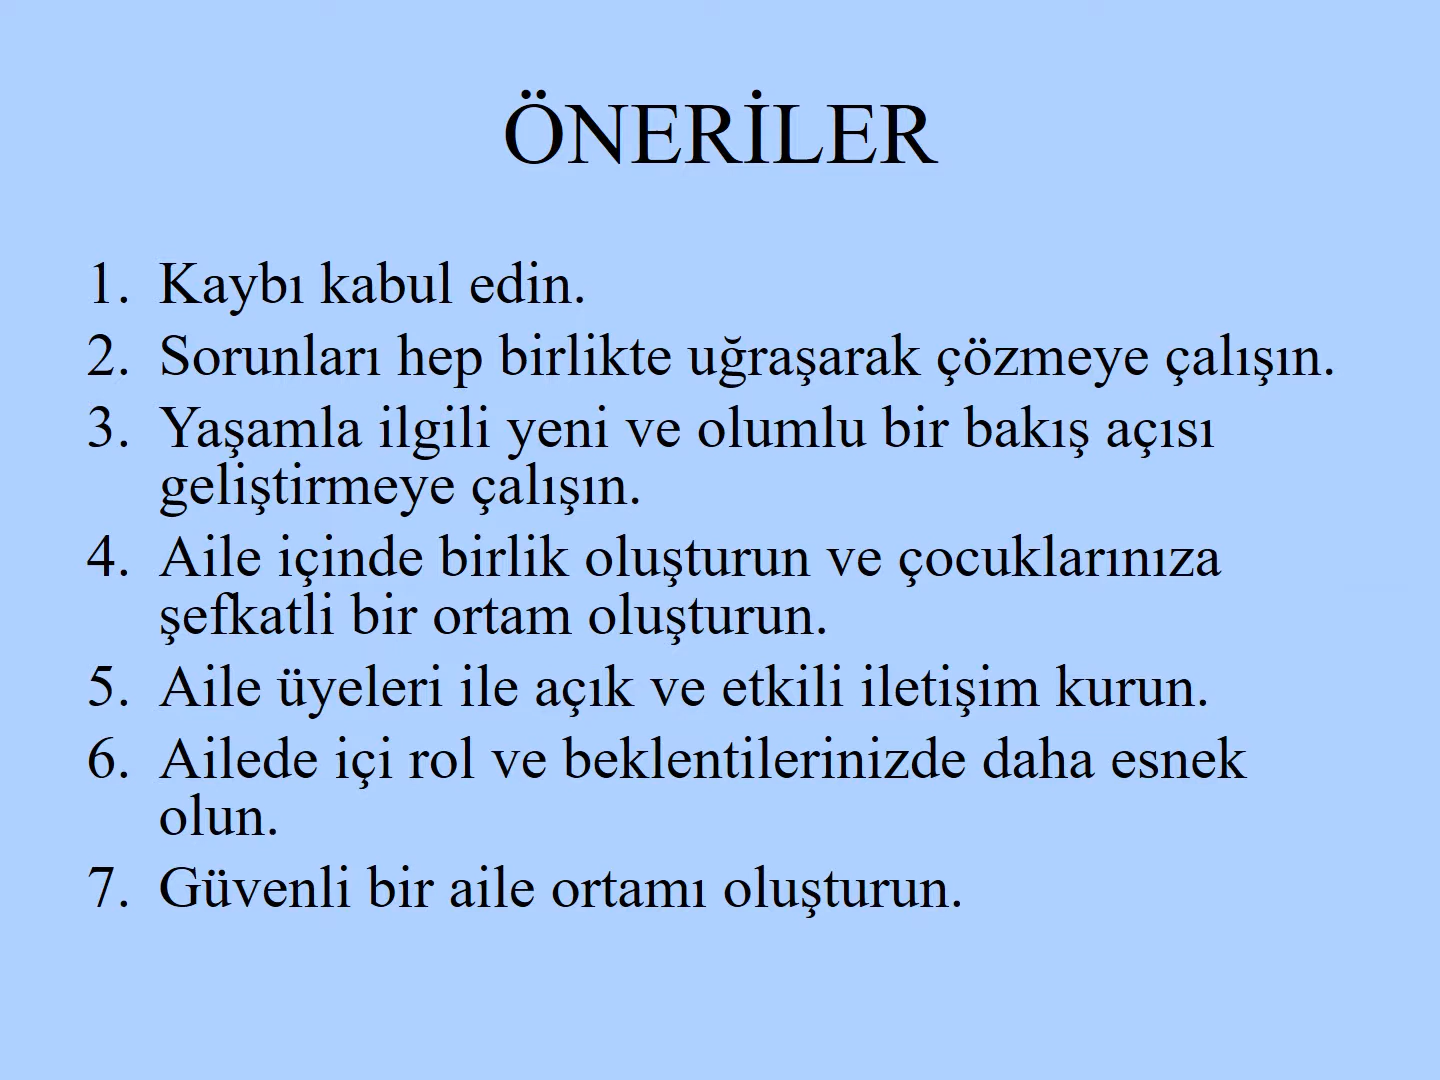 ÖNERİLER
1. Kaybı kabul edin.
2. Sorunları hep birlikte uğraşarak çözmeye çalışın.
3. Yaşamla ilgili yeni ve olumlu bir bakış açısı
geliştirmeye çalışın.
4. Aile içinde birlik oluşturun ve çocuklarınıza
şefkatli bir ortam oluşturun.
5. Aile üyeleri ile açık ve etkili iletişim kurun.
6. Ailede içi rol ve beklentilerinizde daha esnek
olun.
7. Güvenli bir aile ortamı oluşturun.